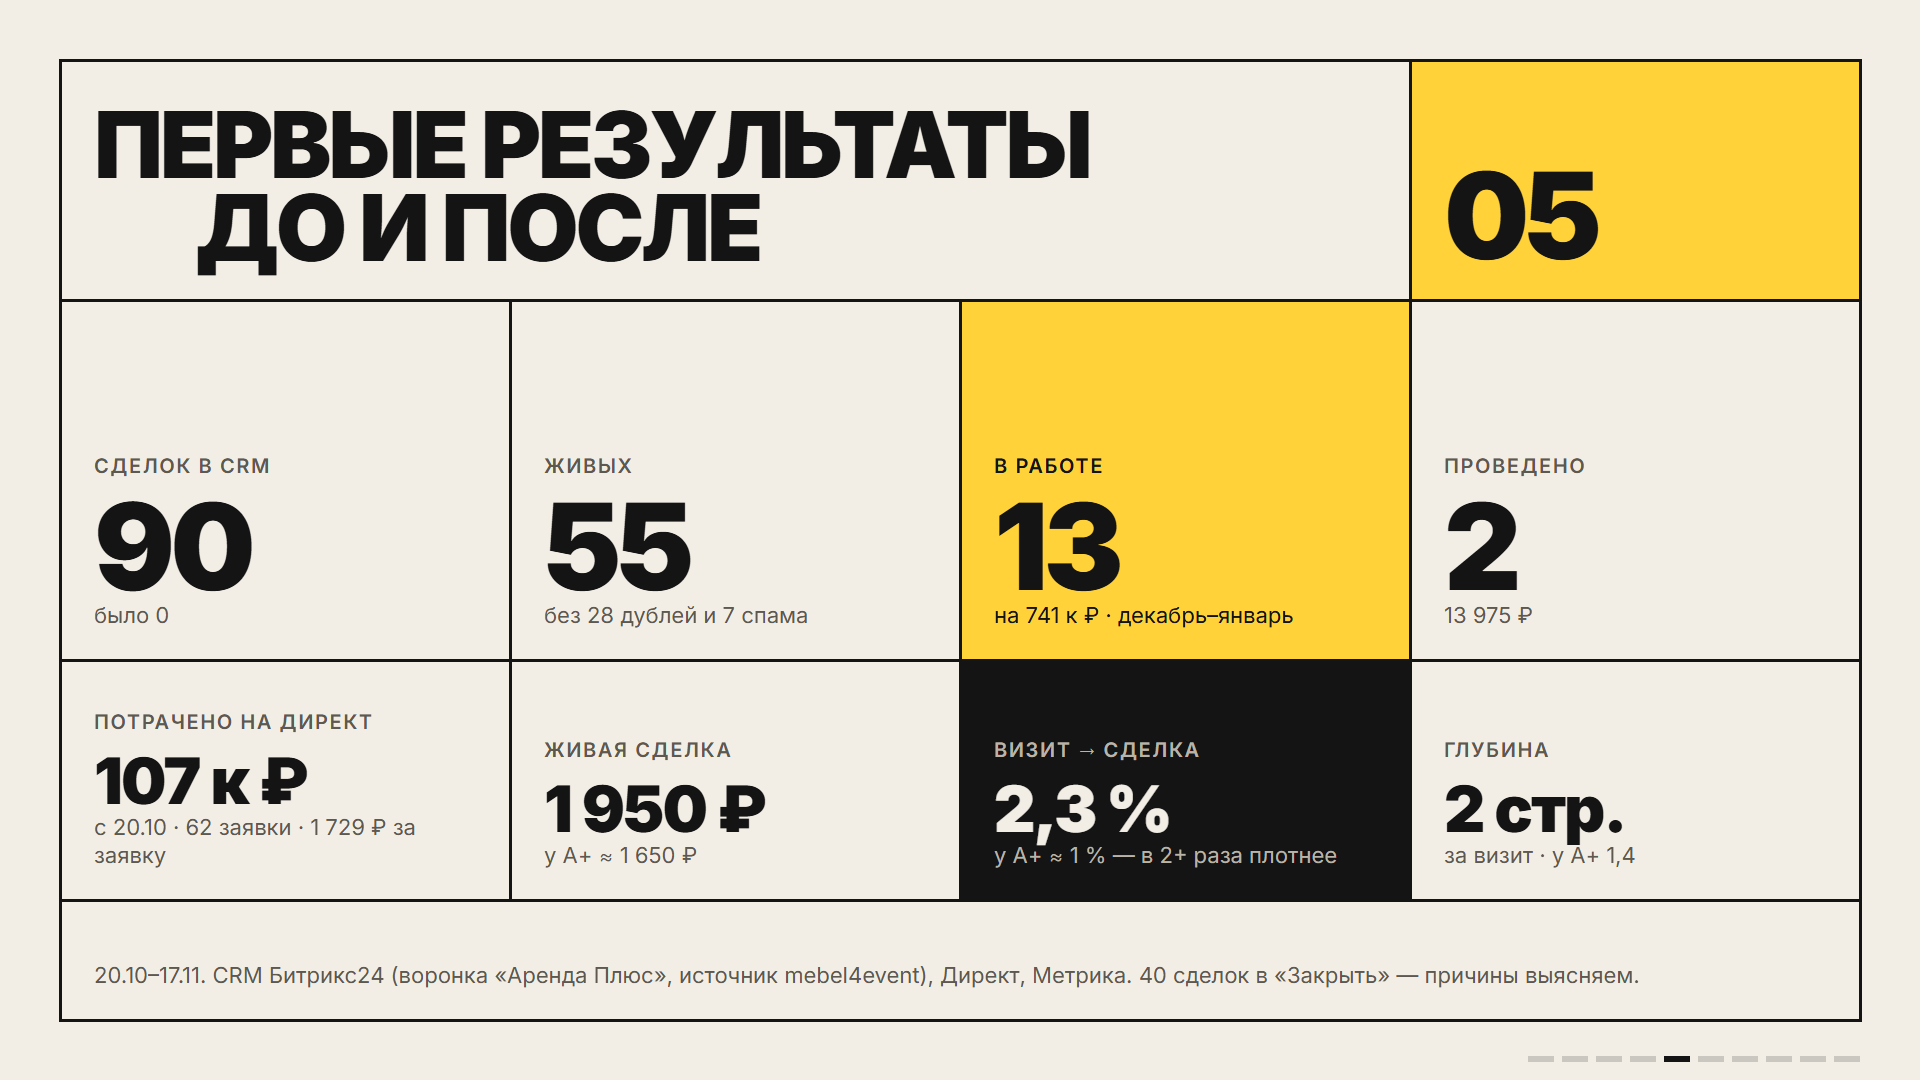 ПЕРВЫЕ РЕЗУЛЬТАТЫ
ДО И ПОСЛЕ
05
СДЕЛОК В CRM
90
было 0
ЖИВЫХ
55
без 28 дублей и 7 спама
В РАБОТЕ
13
на 741 к ₽ · декабрь–январь
ПРОВЕДЕНО
2
13 975 ₽
ПОТРАЧЕНО НА ДИРЕКТ
107 к ₽
с 20.10 · 62 заявки · 1 729 ₽ за
заявку
ЖИВАЯ СДЕЛКА
1 950 ₽
у А+ ≈ 1 650 ₽
ВИЗИТ → СДЕЛКА
2,3 %
у А+ ≈ 1 % — в 2+ раза плотнее
ГЛУБИНА
2 стр.
за визит · у А+ 1,4
20.10–17.11. CRM Битрикс24 (воронка «Аренда Плюс», источник mebel4event), Директ, Метрика. 40 сделок в «Закрыть» — причины выясняем.